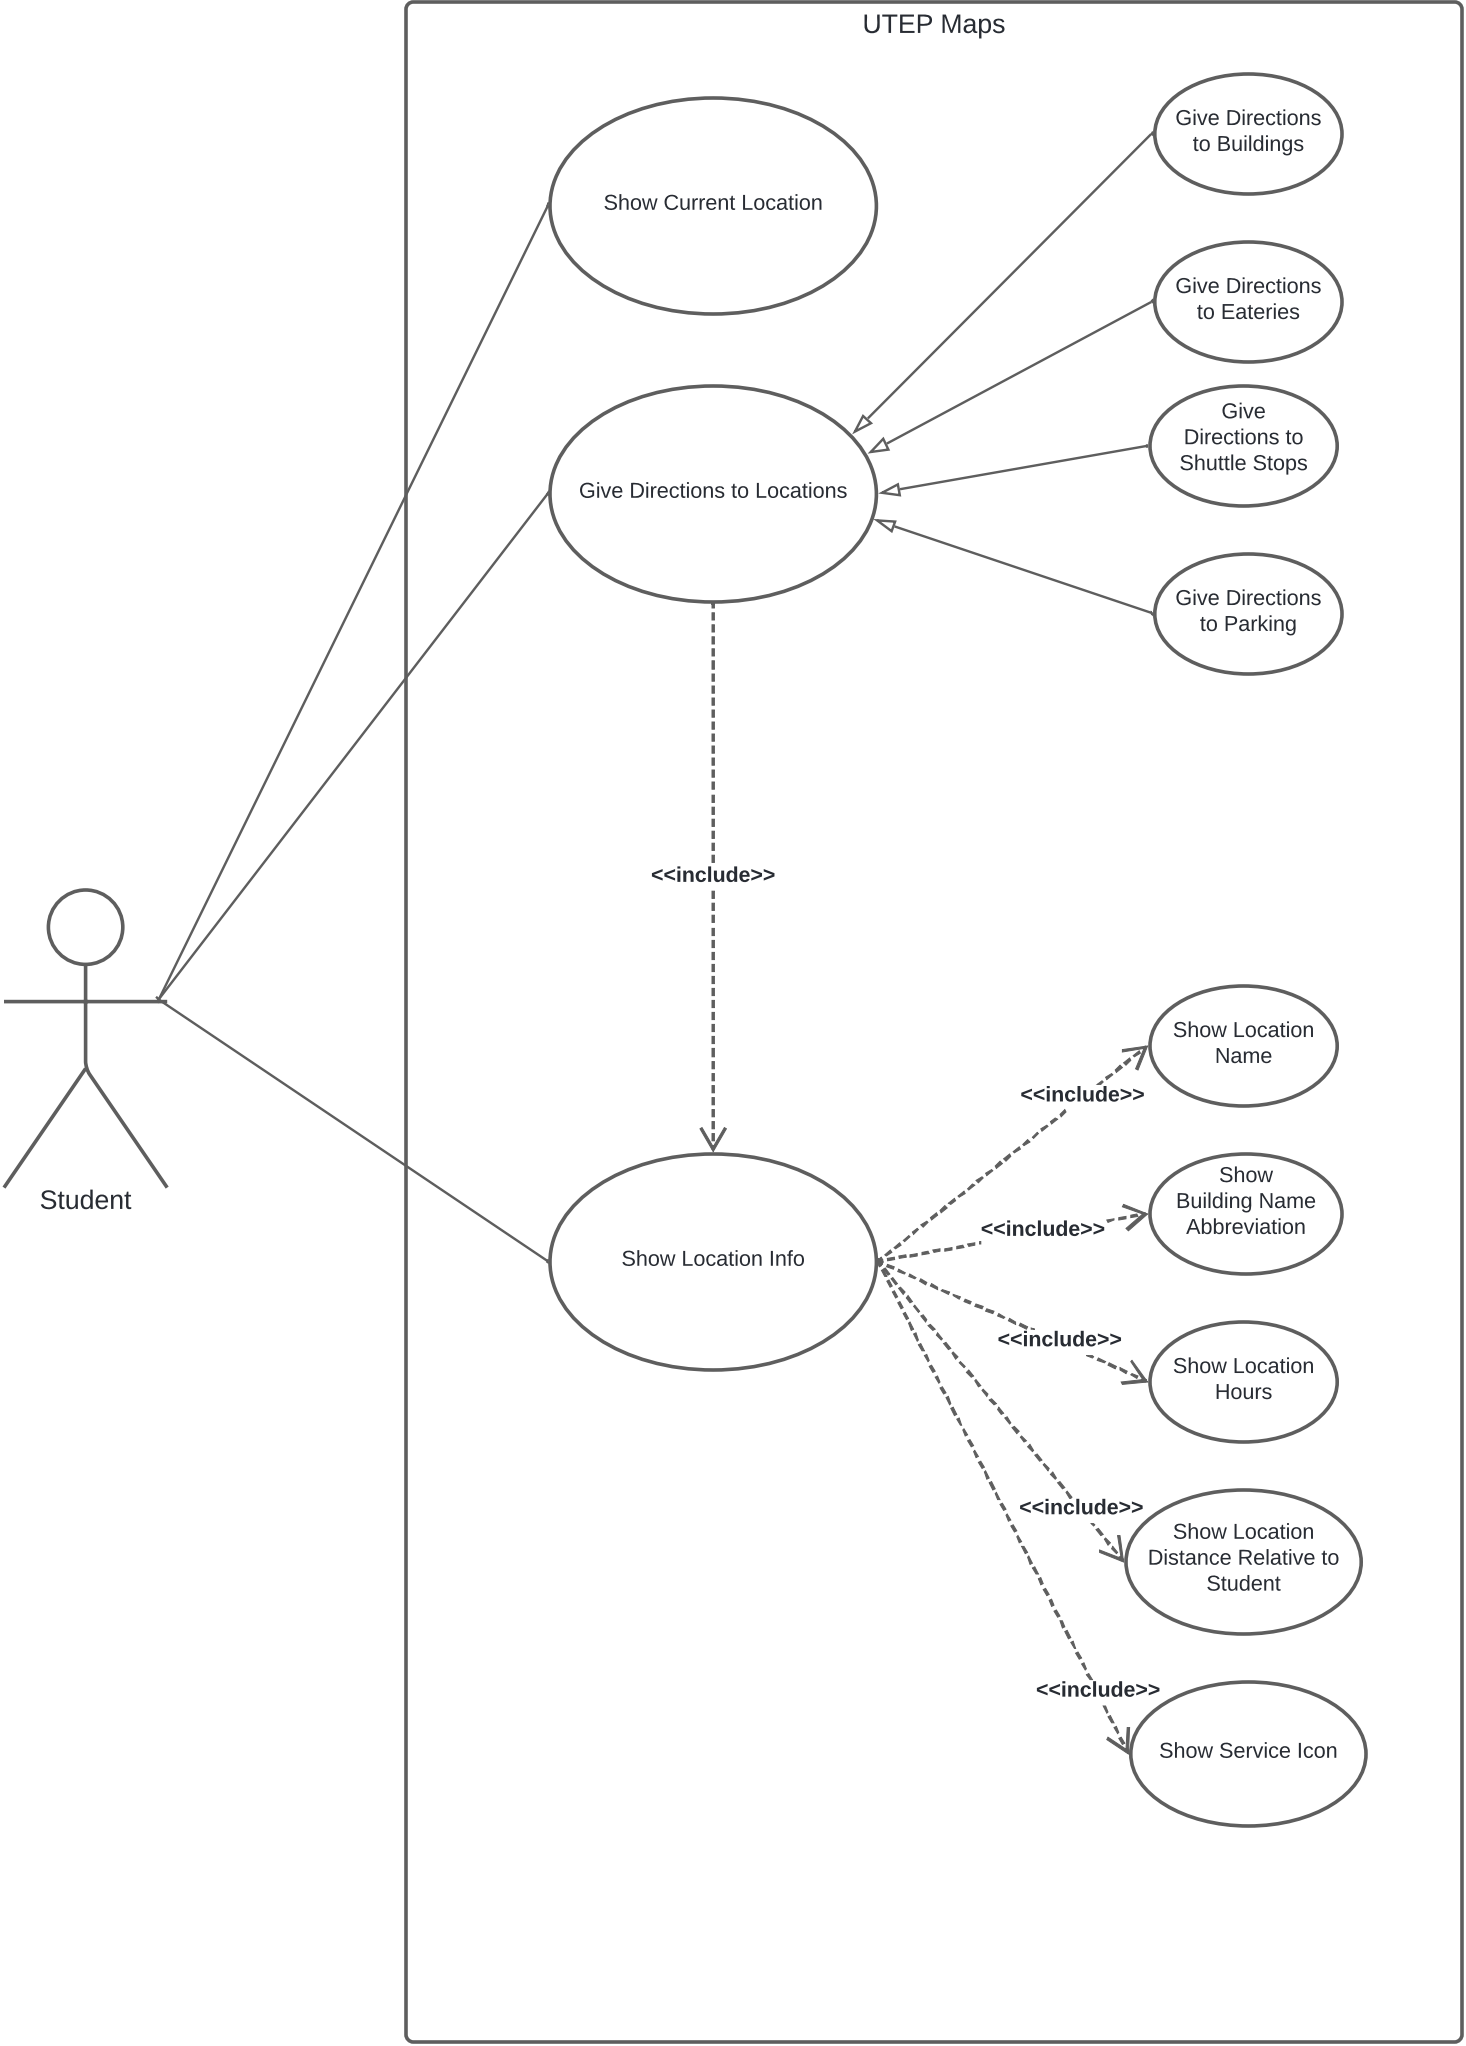 UTEP Maps
Show Current Location
Give Directions
to Buildings
Give Directions
to Eateries
Give
Directions to
Shuttle Stops
Give Directions to Locations
Give Directions
to Parking
<<include>>
Student
Show Location Info
<<include>>
Show Location
Name
<<include>>
Show
Building Name
Abbreviation
<<include>>
Show Location
Hours
<<include>>
Show Location
Distance Relative to
Student
<<include>>
Show Service Icon